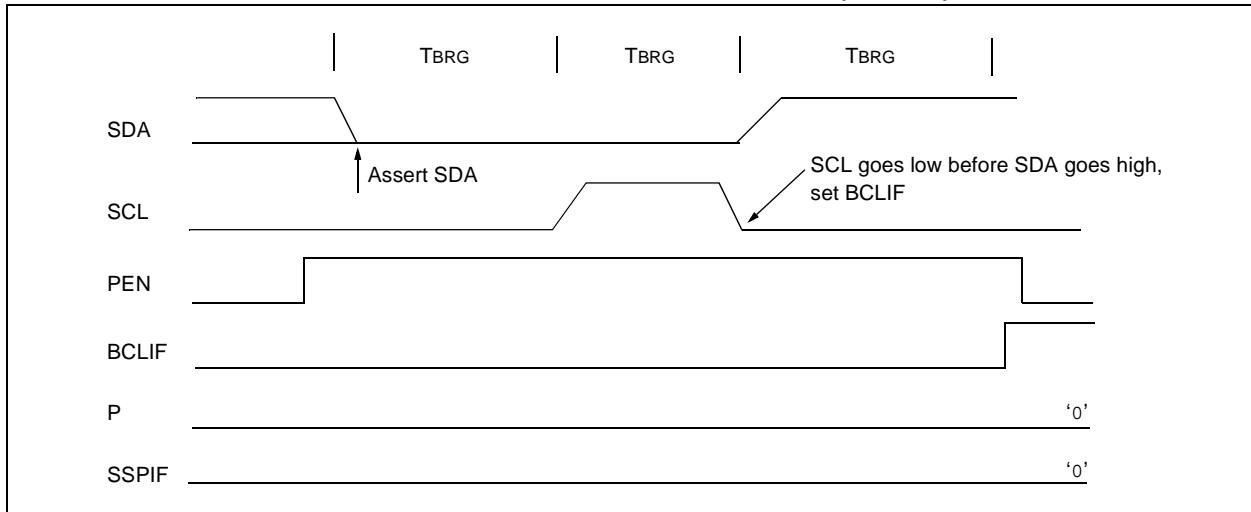 TBRG TBRG TBRG
SDA
Assert SDA
SCL goes low before SDA goes high,
set BCLIF
SCL
PEN
BCLIF
P
‘0’
SSPIF
‘0’